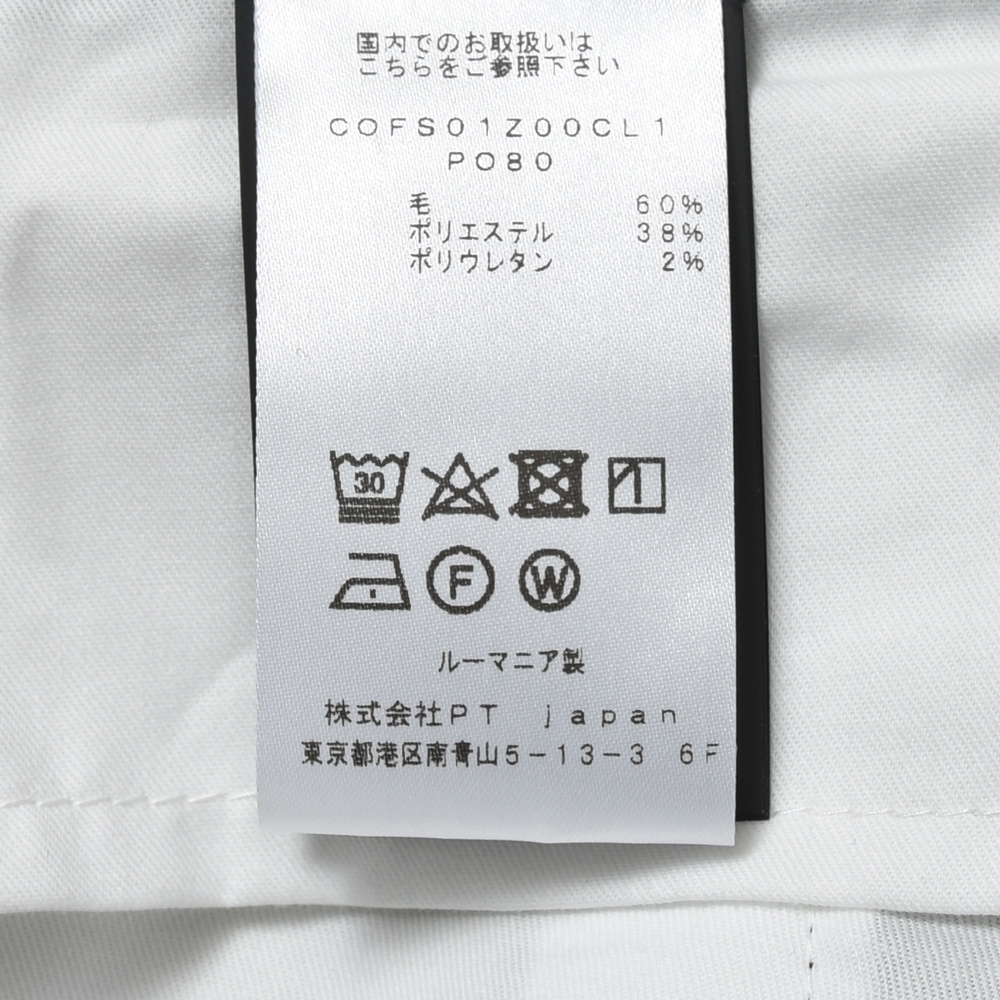 国内でのお取扱いは
こちらをご参照下さい
COFS01Z00CL1
PO80
毛 60%
ポリエステル 38%
ポリウレタン 2%
30
F W
ルーマニア製
株式会社PT japan
東京都港区南青山5-13-3 6F